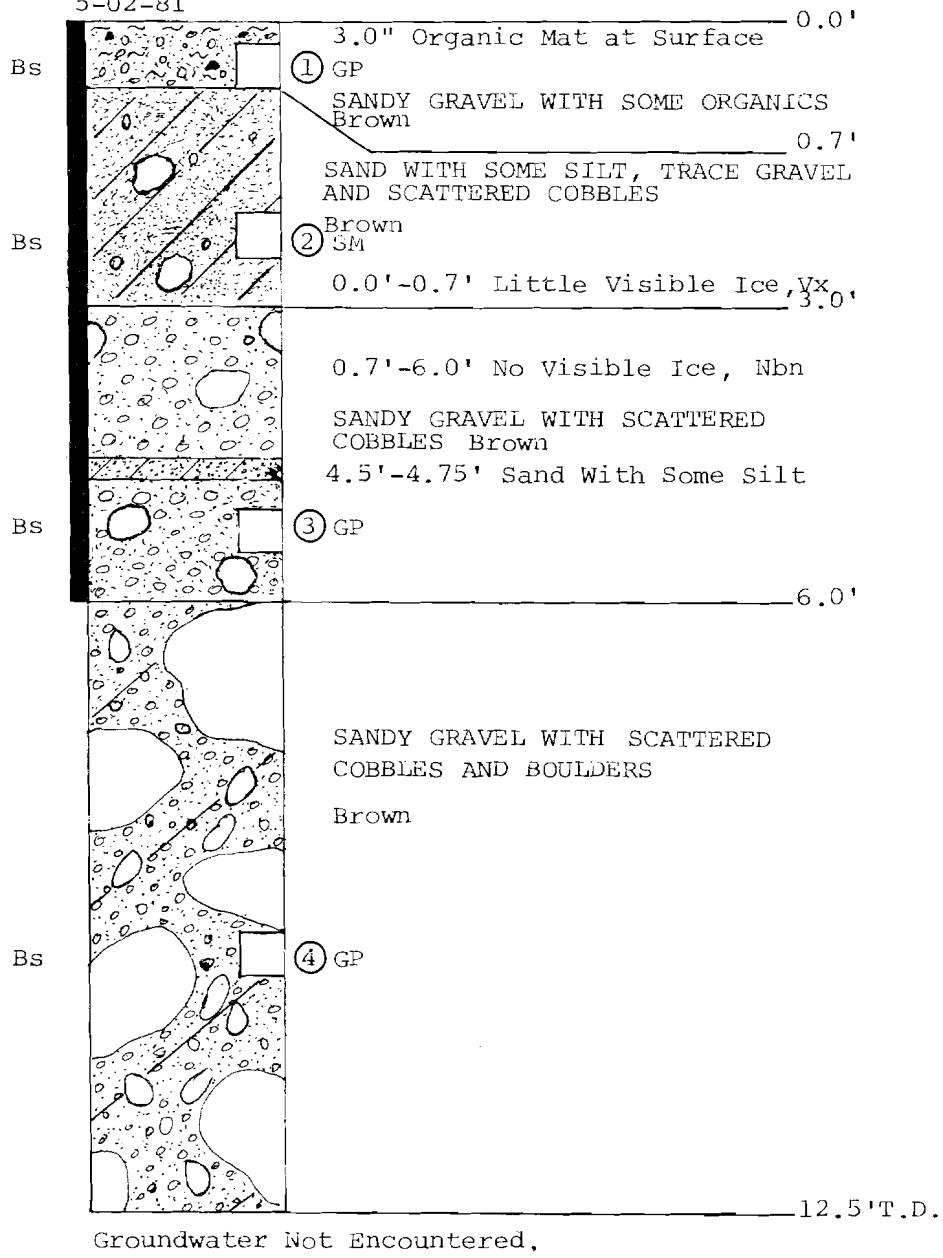 5-02-81
0.0'
3.0" Organic Mat at Surface
Bs
① GP
SANDY GRAVEL WITH SOME ORGANICS
Brown
0.7'
SAND WITH SOME SILT, TRACE GRAVEL
AND SCATTERED COBBLES
Brown
Bs
② SM
0.0'-0.7' Little Visible Ice,Vx
3.0'
0.7'-6.0' No Visible Ice, Nbn
SANDY GRAVEL WITH SCATTERED
COBBLES Brown
4.5'-4.75' Sand With Some Silt
Bs
③ GP
6.0'
SANDY GRAVEL WITH SCATTERED
COBBLES AND BOULDERS
Brown
Bs
④ GP
12.5'T.D.
Groundwater Not Encountered,